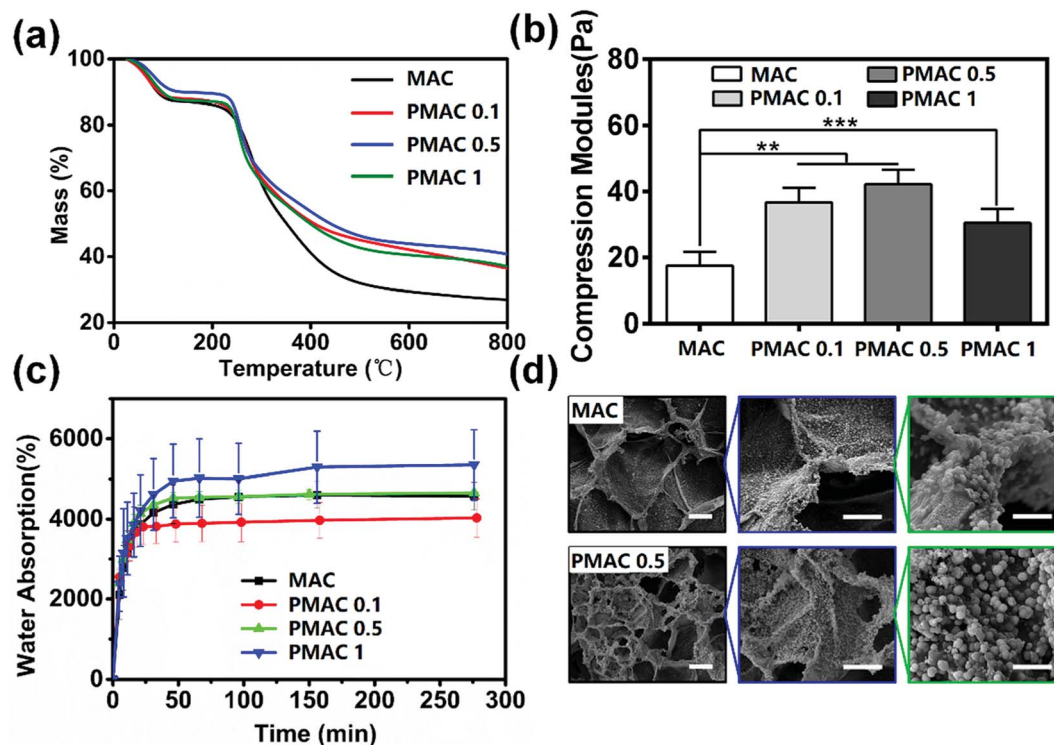 (a)
100
80
60
40
20
Mass (%)
MAC
PMAC 0.1
PMAC 0.5
PMAC 1
0 200 400 600 800
Temperature (℃)
(b)
80
60
40
20
0
Compression Modules(Pa)
MAC PMAC 0.5
PMAC 0.1 PMAC 1
***
**
MAC PMAC 0.1 PMAC 0.5 PMAC 1
(c)
6000
4000
2000
0
Water Absorption(%)
MAC
PMAC 0.1
PMAC 0.5
PMAC 1
0 50 100 150 200 250 300
Time (min)
(d)
MAC
PMAC 0.5